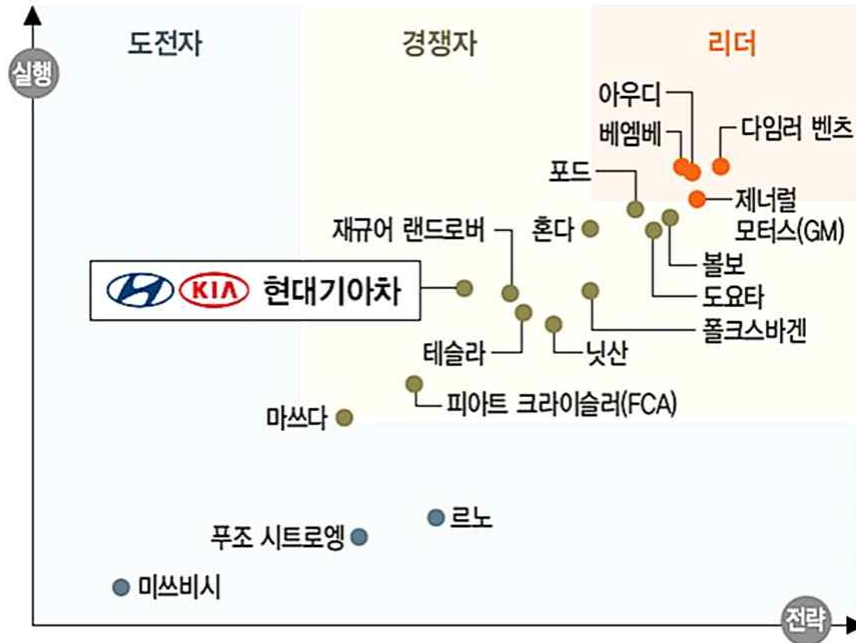 도전자
경쟁자
리더
실행
아우디
베엠베
다임러 벤츠
포드
제너럴
모터스(GM)
재규어 랜드로버
혼다
볼보
KIA 현대기아차
도요타
폴크스바겐
테슬라
닛산
피아트 크라이슬러(FCA)
마쓰다
르노
푸조 시트로엥
미쓰비시
전략